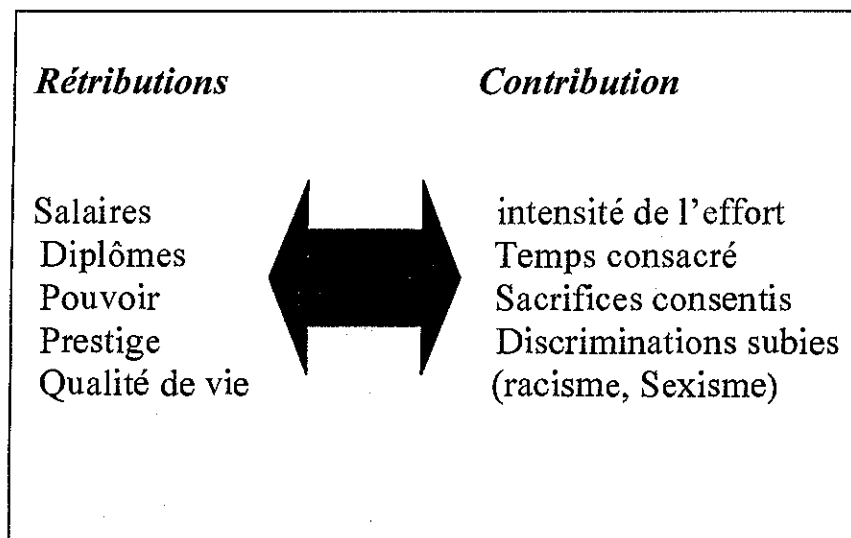 Rétributions
Contribution
Salaires
Diplômes
Pouvoir
Prestige
Qualité de vie
intensité de l'effort
Temps consacré
Sacrifices consentis
Discriminations subies
(racisme, Sexisme)